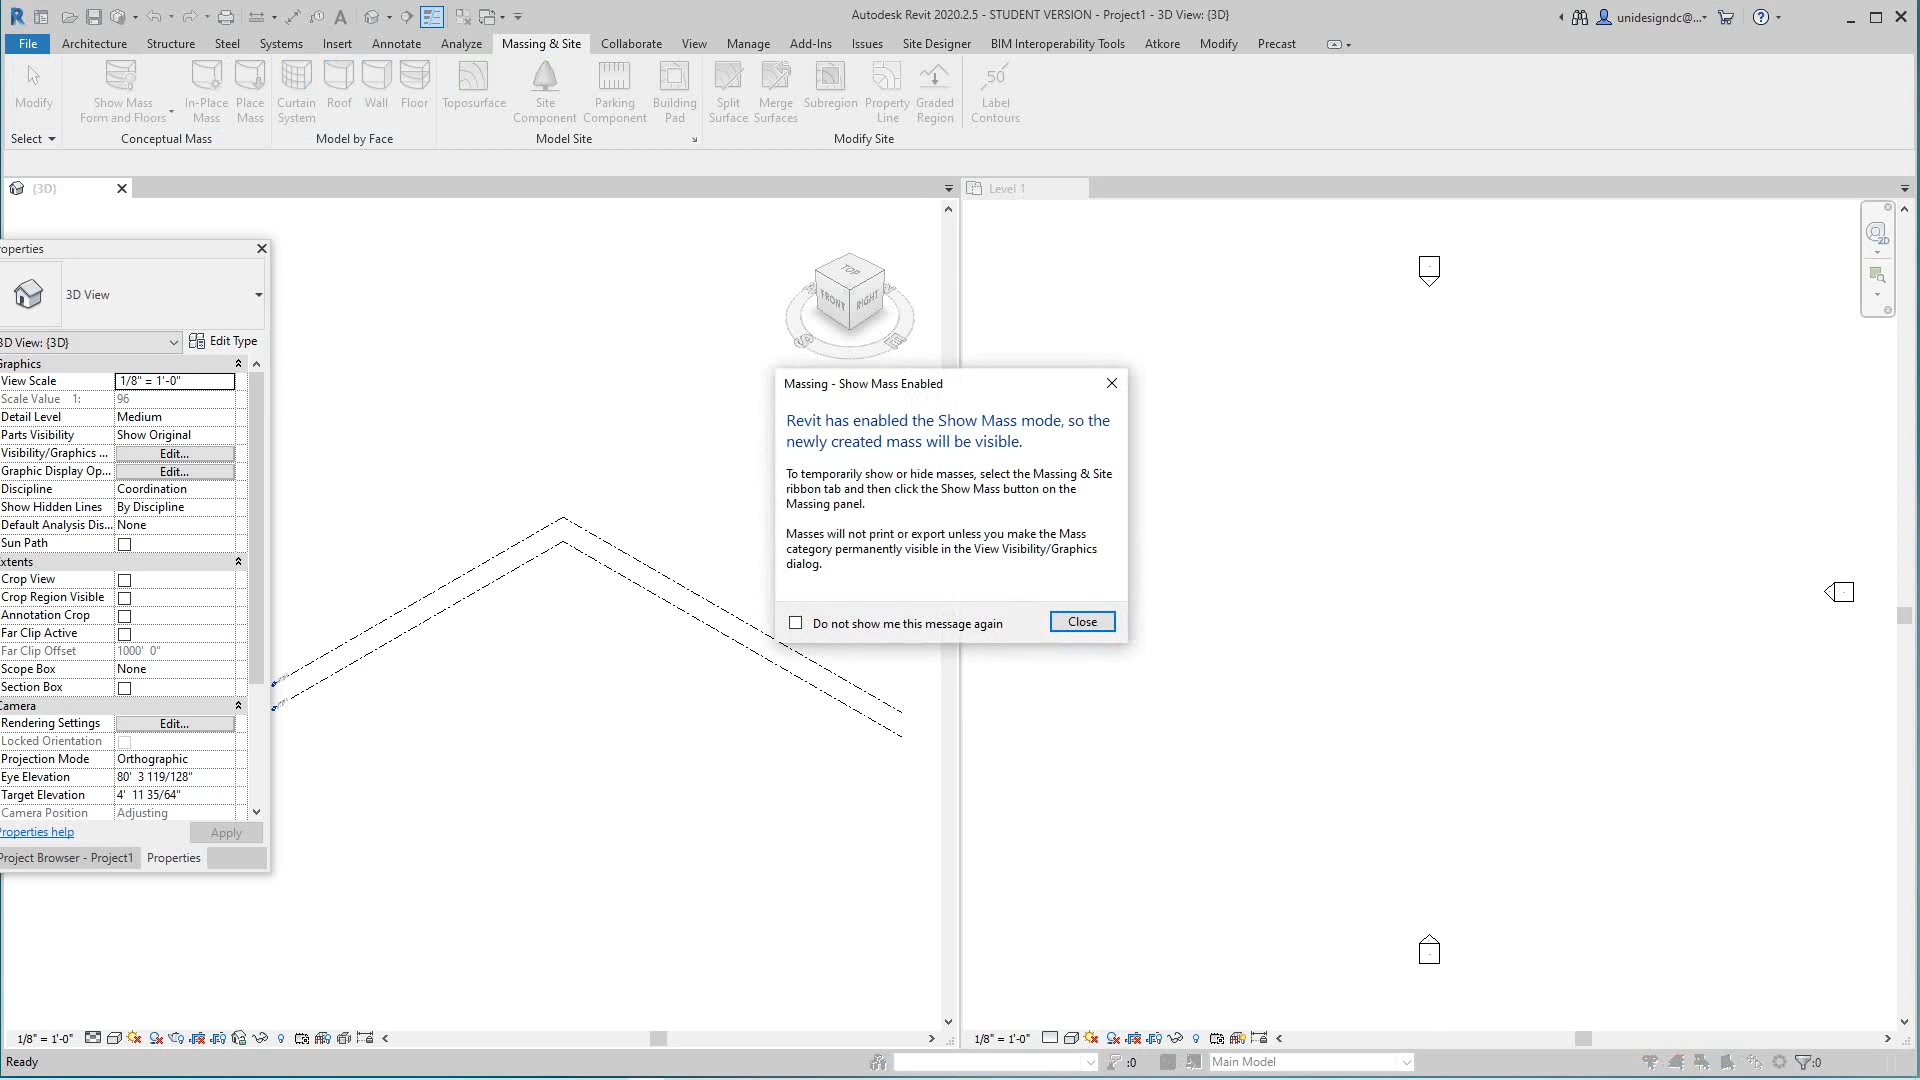 Autodesk Revit 2020.2.5 - STUDENT VERSION - Project1 - 3D View: {3D}
unidesigndc@...
File Architecture Structure Steel Systems Insert Annotate Analyze Massing & Site Collaborate View Manage Add-Ins Issues Site Designer BIM Interoperability Tools Atkore Modify Precast
50
Modify Show Mass In-Place Place Curtain Roof Wall Floor Toposurface Site Parking Building Split Merge Subregion Property Graded Label
Form and Floors Mass Mass System Component Component Pad Surface Surfaces Line Region Contours
Select Conceptual Mass Model by Face Model Site Modify Site
{3D}
Level 1
operties
3D View
3D View: {3D}
Edit Type
Graphics
View Scale 1/8" = 1'-0"
Scale Value 1: 96
Detail Level Medium
Parts Visibility Show Original
Visibility/Graphics ... Edit...
Graphic Display Op... Edit...
Discipline Coordination
Show Hidden Lines By Discipline
Default Analysis Dis... None
Sun Path
xtents
Crop View
Crop Region Visible
Annotation Crop
Far Clip Active
Far Clip Offset 1000' 0"
Scope Box None
Section Box
Camera
Rendering Settings Edit...
Locked Orientation
Projection Mode Orthographic
Eye Elevation 80' 3 119/128"
Target Elevation 4' 11 35/64"
Camera Position Adjusting
Properties help
Apply
Project Browser - Project1 Properties
TOP
FRONT RIGHT
2D
Massing - Show Mass Enabled
Revit has enabled the Show Mass mode, so the
newly created mass will be visible.
To temporarily show or hide masses, select the Massing & Site
ribbon tab and then click the Show Mass button on the
Massing panel.
Masses will not print or export unless you make the Mass
category permanently visible in the View Visibility/Graphics
dialog.
Do not show me this message again
Close
1/8" = 1'-0"
1/8" = 1'-0"
Ready
:0
Main Model
:0